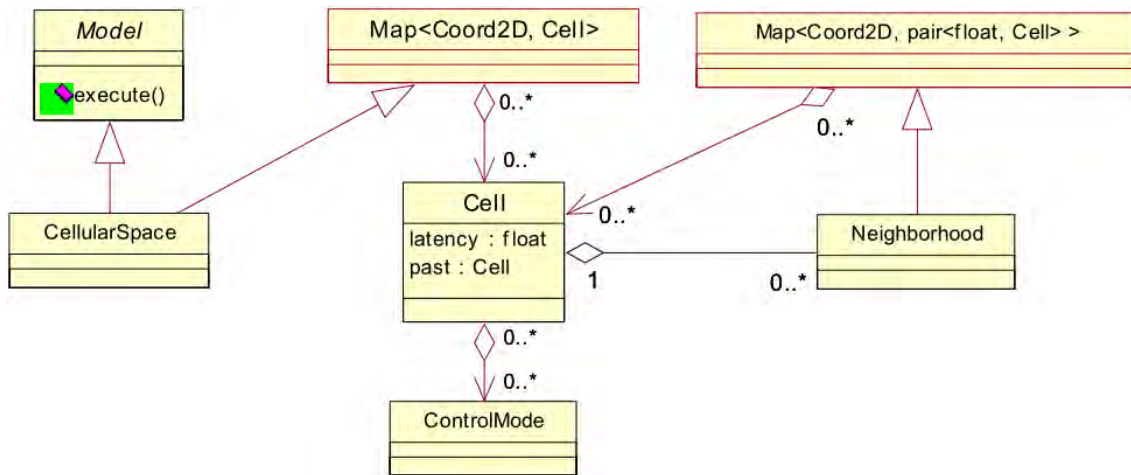 Model
execute()
Map<Coord2D, Cell>
Map<Coord2D, pair<float, Cell> >
0..*
0..*
0..*
0..*
CellularSpace
Cell
latency : float
past : Cell
1
0..*
Neighborhood
0..*
0..*
ControlMode